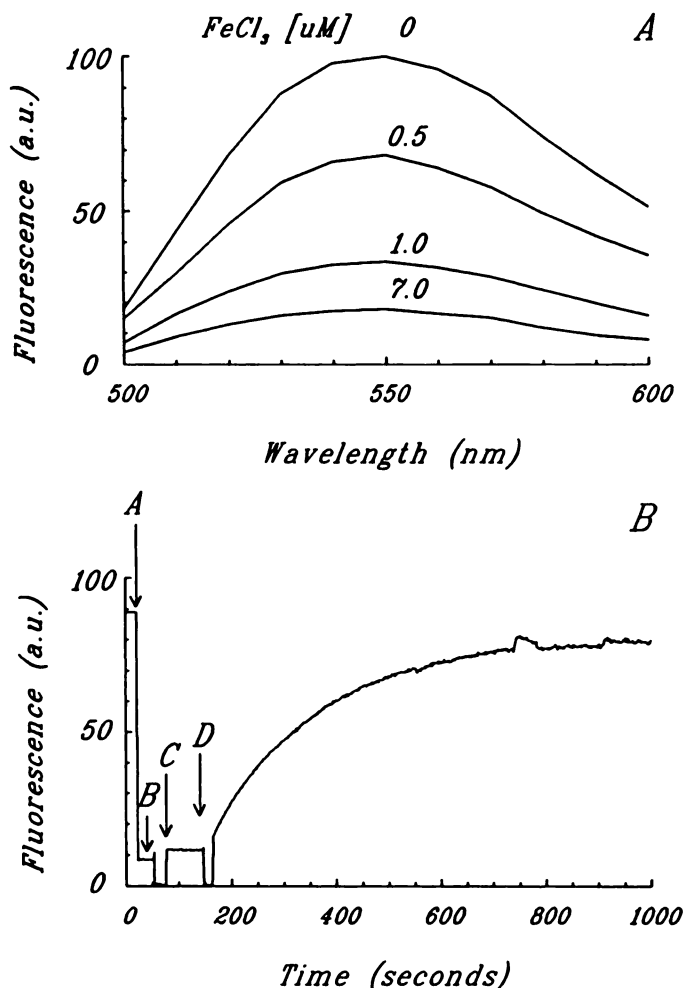 FeCl₃ [uM] 0 A
100
0.5
50
1.0
7.0
0
500 550 600
Fluorescence (a.u.)
Wavelength (nm)
A B
100
D
50
C
B
0
0 200 400 600 800 1000
Fluorescence (a.u.)
Time (seconds)